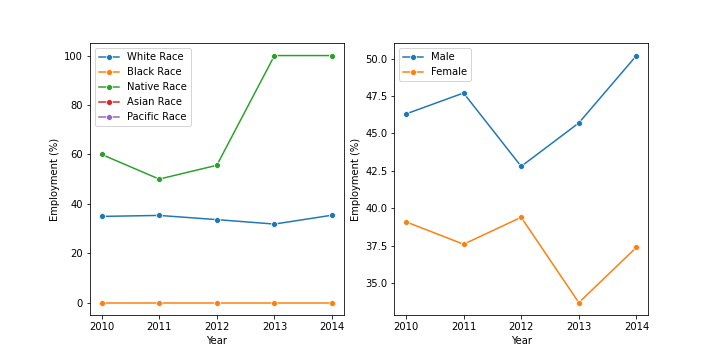 White Race
Black Race
Native Race
Asian Race
Pacific Race
Employment (%)
100
80
60
40
20
0
2010 2011 2012 2013 2014
Year
Male
Female
Employment (%)
50.0
47.5
45.0
42.5
40.0
37.5
35.0
2010 2011 2012 2013 2014
Year